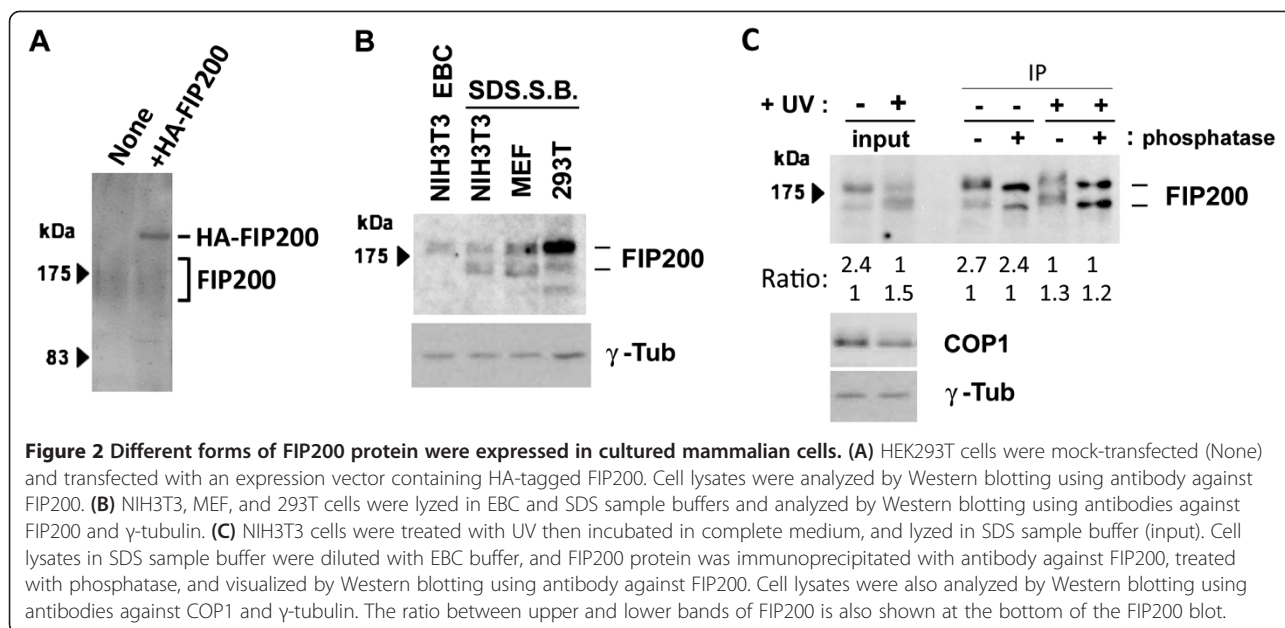 A
None
+HA-FIP200
kDa
175
83
HA-FIP200
FIP200
B
EBC
SDS.S.B.
NIH3T3
NIH3T3
MEF
293T
kDa
175
FIP200
γ-Tub
C
IP
+ UV : - + - - + +
input - + - + : phosphatase
kDa
175
FIP200
Ratio:
2.4 1 2.7 2.4 1 1
1 1.5 1 1 1.3 1.2
COP1
γ-Tub
Figure 2 Different forms of FIP200 protein were expressed in cultured mammalian cells. (A) HEK293T cells were mock-transfected (None)
and transfected with an expression vector containing HA-tagged FIP200. Cell lysates were analyzed by Western blotting using antibody against
FIP200. (B) NIH3T3, MEF, and 293T cells were lyzed in EBC and SDS sample buffers and analyzed by Western blotting using antibodies against
FIP200 and γ-tubulin. (C) NIH3T3 cells were treated with UV then incubated in complete medium, and lyzed in SDS sample buffer (input). Cell
lysates in SDS sample buffer were diluted with EBC buffer, and FIP200 protein was immunoprecipitated with antibody against FIP200, treated
with phosphatase, and visualized by Western blotting using antibody against FIP200. Cell lysates were also analyzed by Western blotting using
antibodies against COP1 and γ-tubulin. The ratio between upper and lower bands of FIP200 is also shown at the bottom of the FIP200 blot.